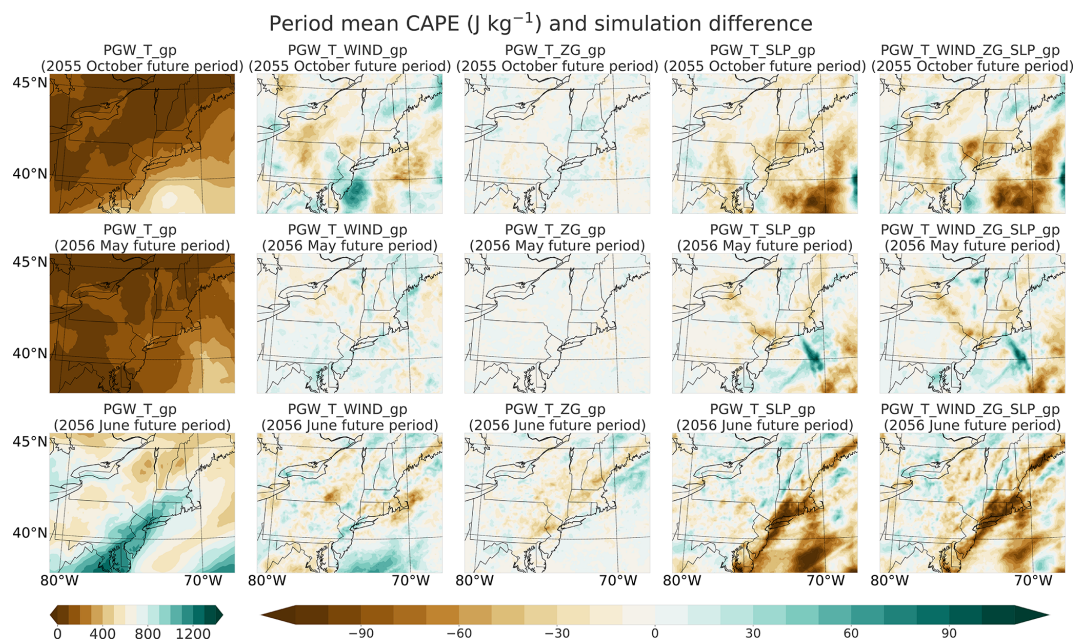 Period mean CAPE (J kg⁻¹) and simulation difference
PGW_T_gp
(2055 October future period)
PGW_T_WIND_gp
(2055 October future period)
PGW_T_ZG_gp
(2055 October future period)
PGW_T_SLP_gp
(2055 October future period)
PGW_T_WIND_ZG_SLP_gp
(2055 October future period)
45°N
40°N
PGW_T_gp
(2056 May future period)
PGW_T_WIND_gp
(2056 May future period)
PGW_T_ZG_gp
(2056 May future period)
PGW_T_SLP_gp
(2056 May future period)
PGW_T_WIND_ZG_SLP_gp
(2056 May future period)
45°N
40°N
PGW_T_gp
(2056 June future period)
PGW_T_WIND_gp
(2056 June future period)
PGW_T_ZG_gp
(2056 June future period)
PGW_T_SLP_gp
(2056 June future period)
PGW_T_WIND_ZG_SLP_gp
(2056 June future period)
45°N
40°N
80°W 70°W 80°W 70°W 80°W 70°W 80°W 70°W 80°W 70°W
0 400 800 1200
−90 −60 −30 0 30 60 90